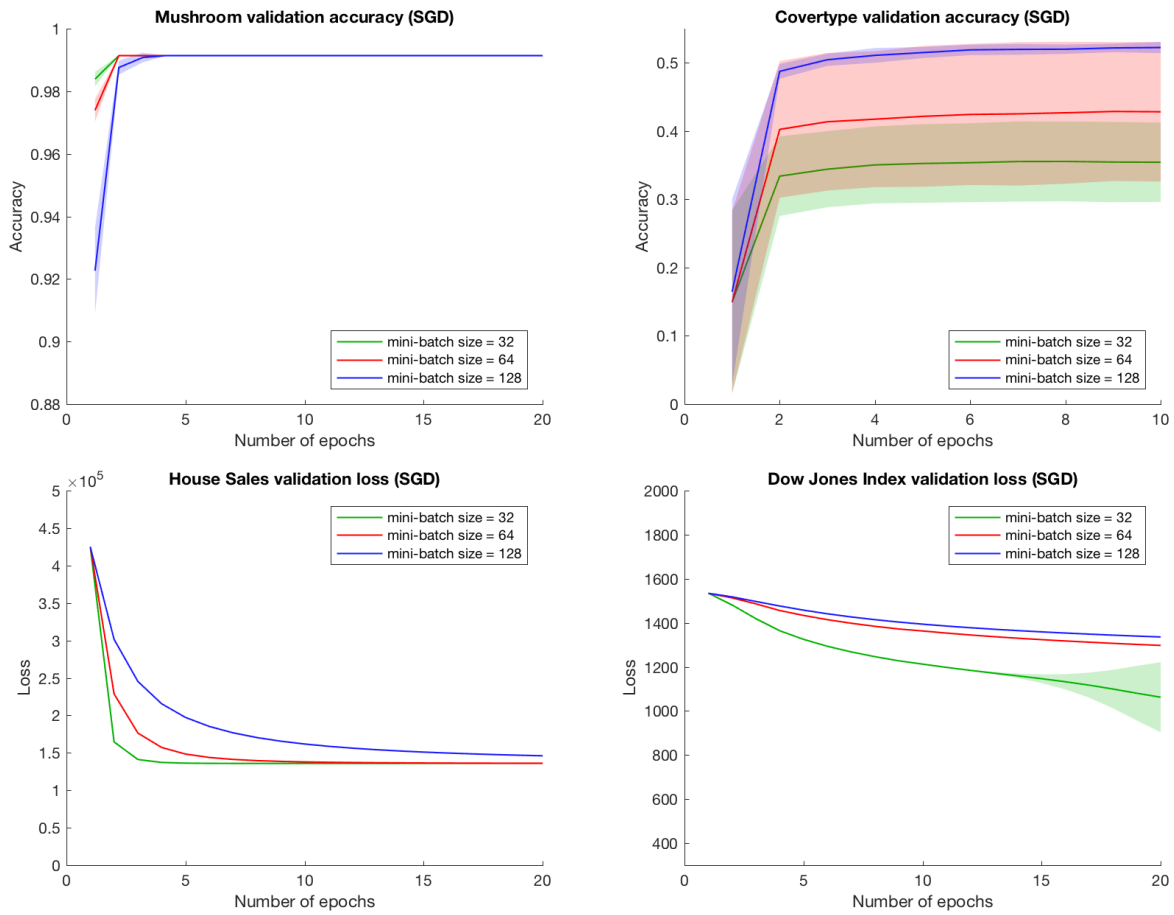 Mushroom validation accuracy (SGD)
1
0.98
0.96
0.94
0.92
0.9
0.88
Accuracy
mini-batch size = 32
mini-batch size = 64
mini-batch size = 128
0
5
10
15
20
Number of epochs
Covertype validation accuracy (SGD)
0.5
0.4
0.3
0.2
0.1
0
Accuracy
mini-batch size = 32
mini-batch size = 64
mini-batch size = 128
0
2
4
6
8
10
Number of epochs
House Sales validation loss (SGD)
×10⁵
5
4.5
4
3.5
3
2.5
2
1.5
1
0.5
0
Loss
mini-batch size = 32
mini-batch size = 64
mini-batch size = 128
0
5
10
15
20
Number of epochs
Dow Jones Index validation loss (SGD)
2000
1800
1600
1400
1200
1000
800
600
400
Loss
mini-batch size = 32
mini-batch size = 64
mini-batch size = 128
0
5
10
15
20
Number of epochs